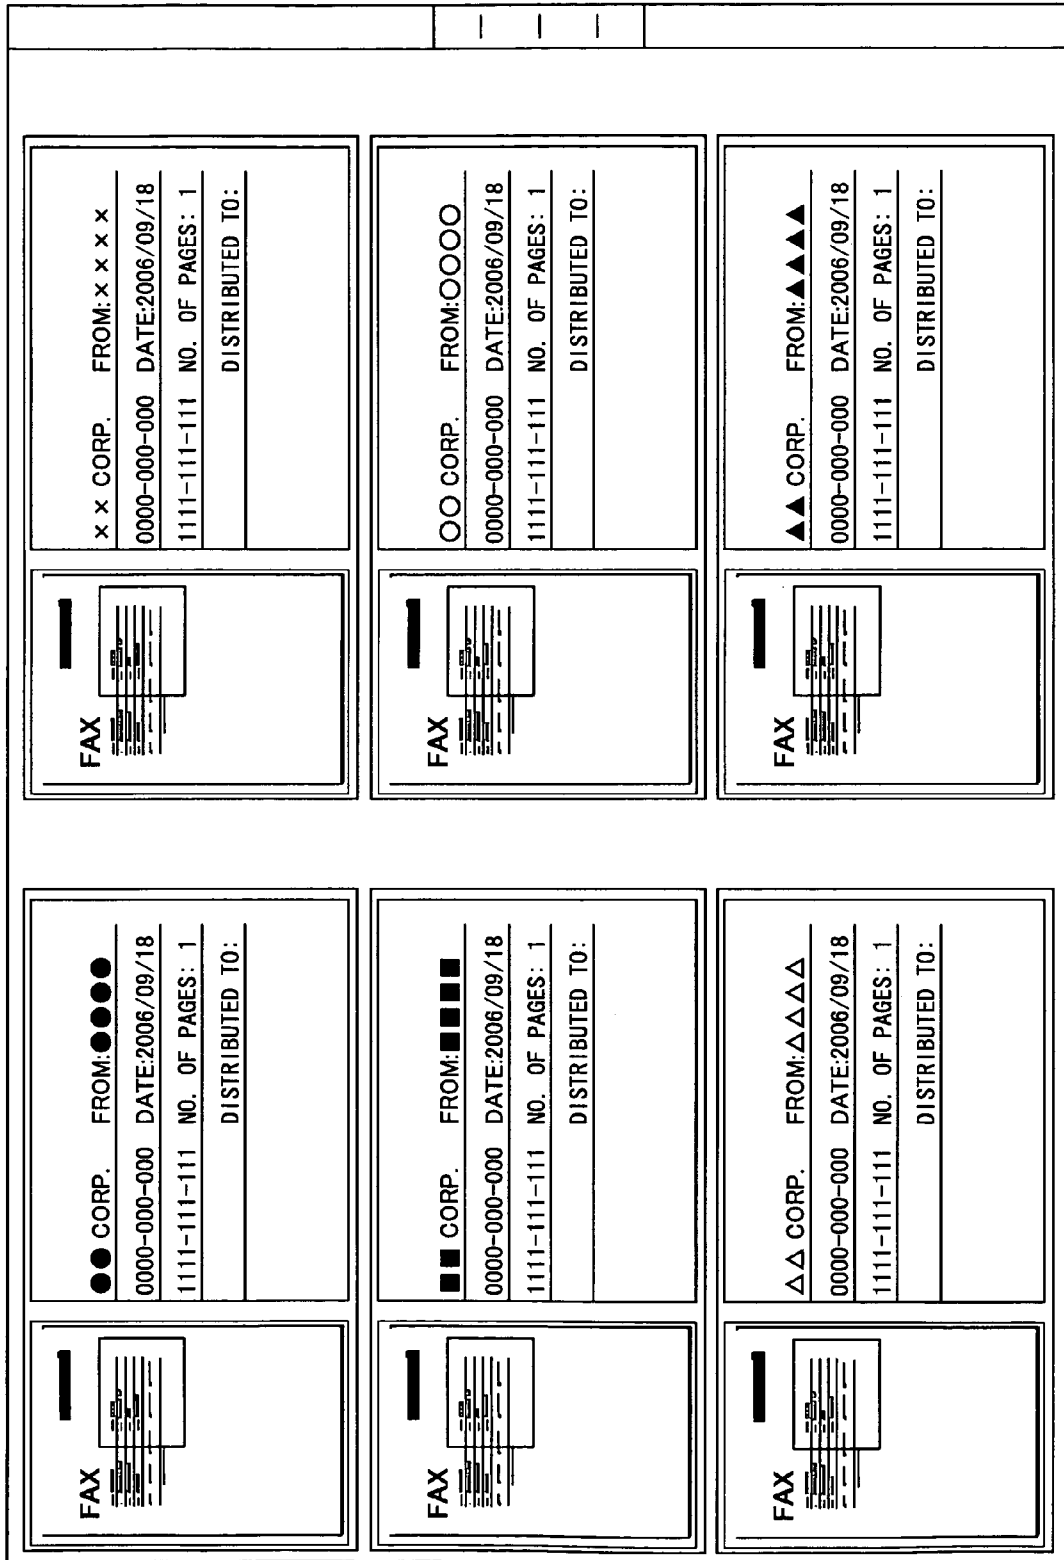 FAX
●● CORP. FROM:●●●●
0000-000-000 DATE:2006/09/18
1111-111-111 NO. OF PAGES: 1
DISTRIBUTED TO:
FAX
×× CORP. FROM:×××××
0000-000-000 DATE:2006/09/18
1111-111-111 NO. OF PAGES: 1
DISTRIBUTED TO:
FAX
■■ CORP. FROM:■■■■
0000-000-000 DATE:2006/09/18
1111-111-111 NO. OF PAGES: 1
DISTRIBUTED TO:
FAX
○○ CORP. FROM:○○○○
0000-000-000 DATE:2006/09/18
1111-111-111 NO. OF PAGES: 1
DISTRIBUTED TO:
FAX
△△ CORP. FROM:△△△△
0000-000-000 DATE:2006/09/18
1111-111-111 NO. OF PAGES: 1
DISTRIBUTED TO:
FAX
▲▲ CORP. FROM:▲▲▲▲
0000-000-000 DATE:2006/09/18
1111-111-111 NO. OF PAGES: 1
DISTRIBUTED TO: